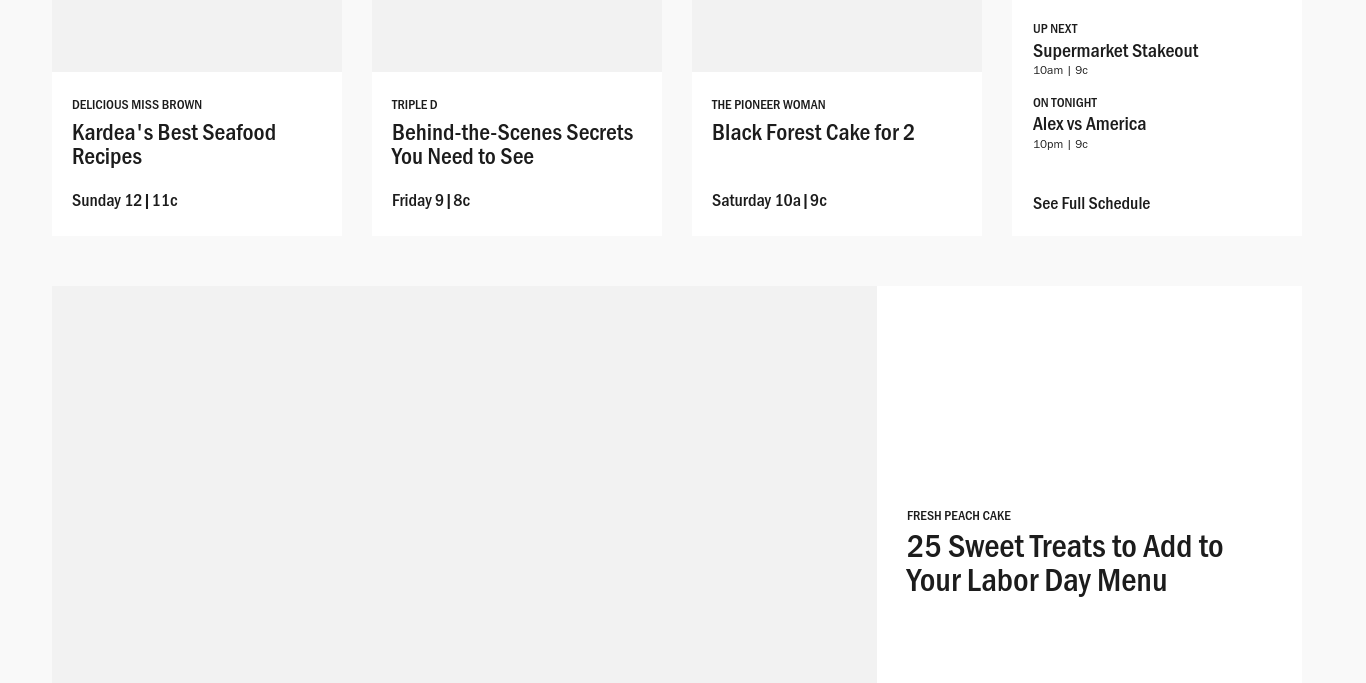 DELICIOUS MISS BROWN
Kardea's Best Seafood
Recipes
Sunday 12 | 11c
TRIPLE D
Behind-the-Scenes Secrets
You Need to See
Friday 9 | 8c
THE PIONEER WOMAN
Black Forest Cake for 2
Saturday 10a | 9c
UP NEXT
Supermarket Stakeout
10am | 9c
ON TONIGHT
Alex vs America
10pm | 9c
See Full Schedule
FRESH PEACH CAKE
25 Sweet Treats to Add to
Your Labor Day Menu